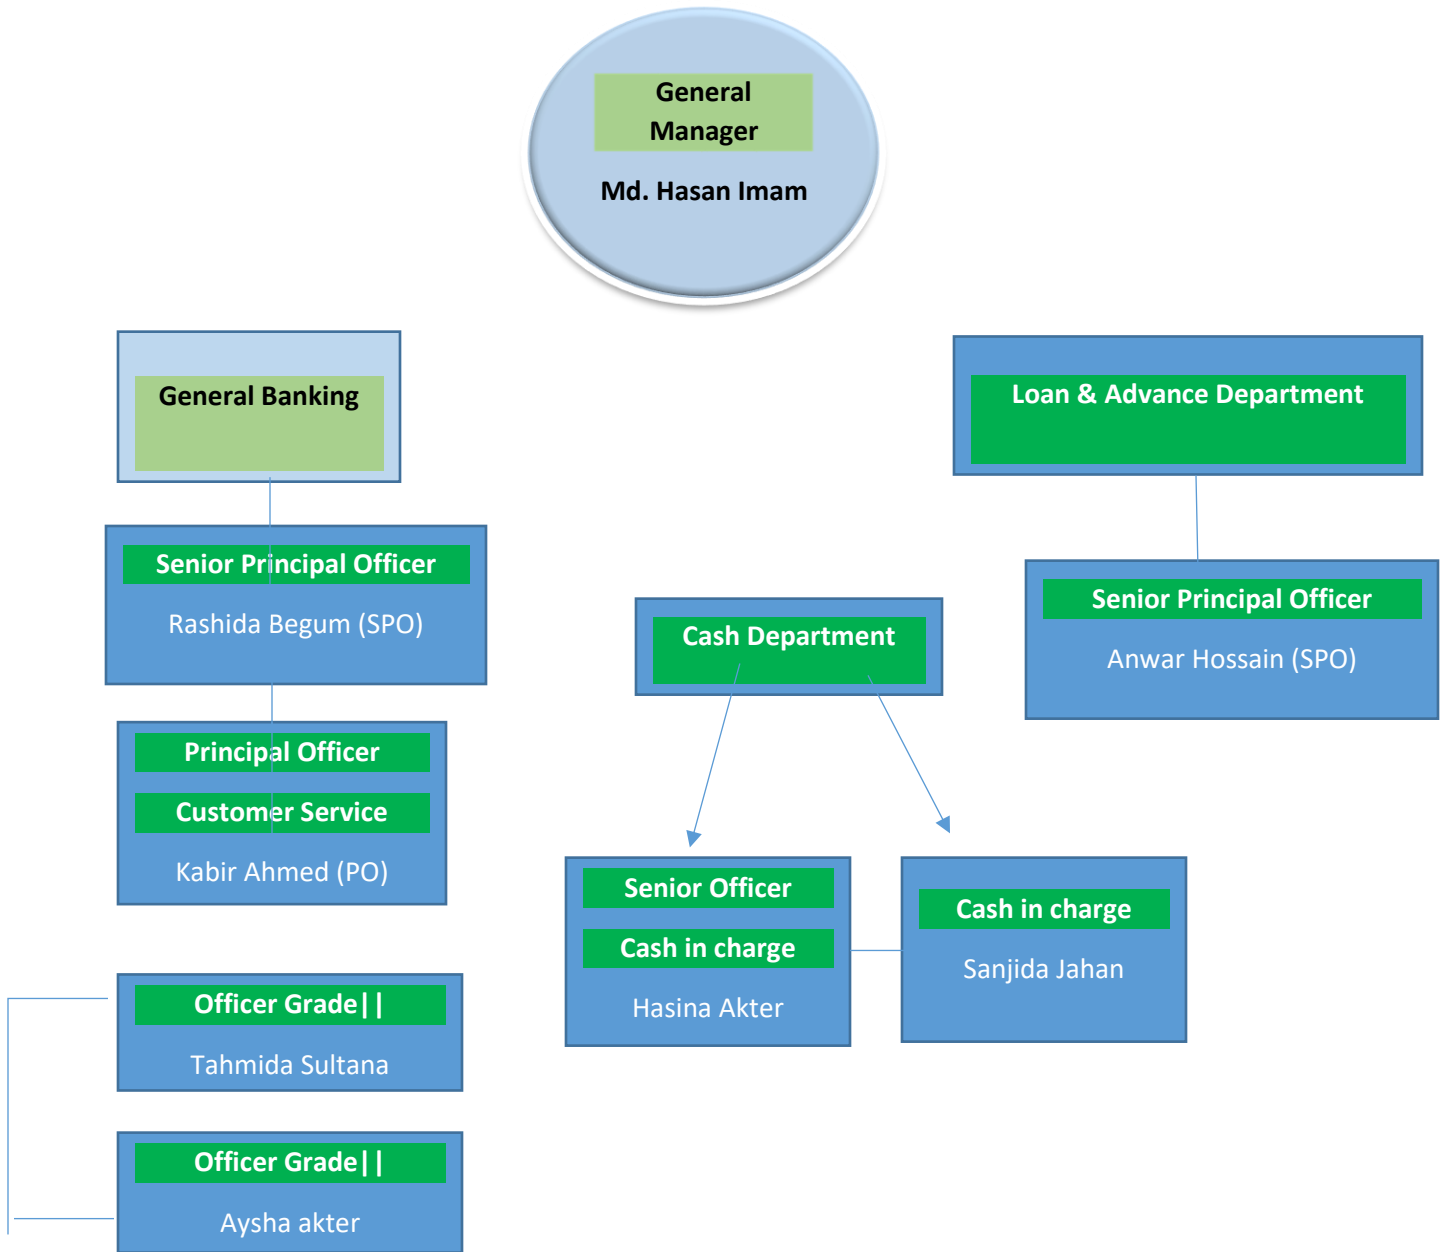 General
Manager
Md. Hasan Imam
General Banking
Senior Principal Officer
Rashida Begum (SPO)
Principal Officer
Customer Service
Kabir Ahmed (PO)
Officer Grade||
Tahmida Sultana
Officer Grade||
Aysha akter
Cash Department
Senior Officer
Cash in charge
Hasina Akter
Cash in charge
Sanjida Jahan
Loan & Advance Department
Senior Principal Officer
Anwar Hossain (SPO)